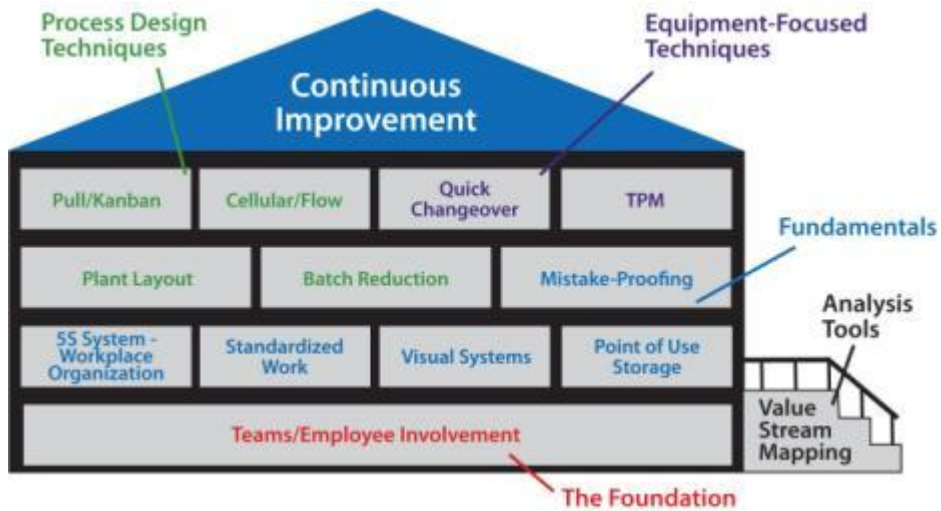 Process Design
Techniques
Equipment-Focused
Techniques
Continuous
Improvement
Pull/Kanban
Cellular/Flow
Quick
Changeover
TPM
Fundamentals
Plant Layout
Batch Reduction
Mistake-Proofing
Analysis
Tools
5S System -
Workplace
Organization
Standardized
Work
Visual Systems
Point of Use
Storage
Value
Stream
Mapping
Teams/Employee Involvement
The Foundation